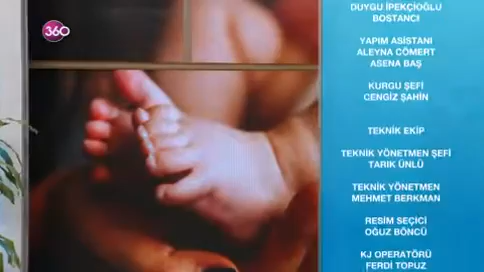 360
DUYGU İPEKÇİOĞLU
BOSTANCI
YAPIM ASİSTANI
ALEYNA CÖMERT
ASENA BAŞ
KURGU ŞEFİ
CENGİZ ŞAHİN
TEKNİK EKİP
TEKNİK YÖNETMEN ŞEFİ
TARIK ÜNLÜ
TEKNİK YÖNETMEN
MEHMET BERKMAN
RESİM SEÇİCİ
OĞUZ BÖNCÜ
KJ OPERATÖRÜ
FERDİ TOPUZ